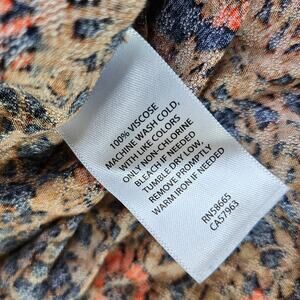 100% VISCOSE
MACHINE WASH COLD,
WITH LIKE COLORS
ONLY NON-CHLORINE
BLEACH IF NEEDED
TUMBLE DRY LOW,
REMOVE PROMPTLY
WARM IRON IF NEEDED
RN58665
CA57963